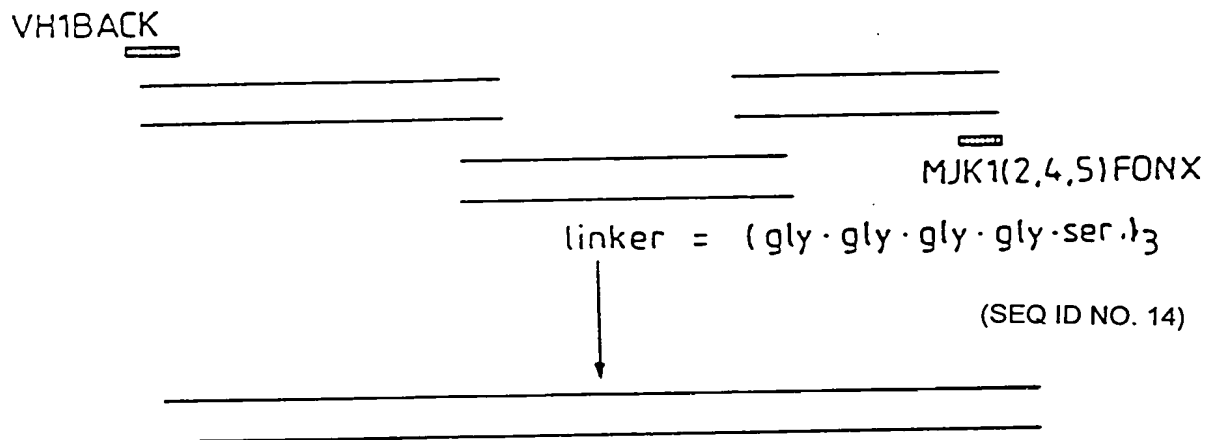 VH1BACK
MJK1(2,4,5)FONX
linker = (gly·gly·gly·gly·ser.)3
(SEQ ID NO. 14)